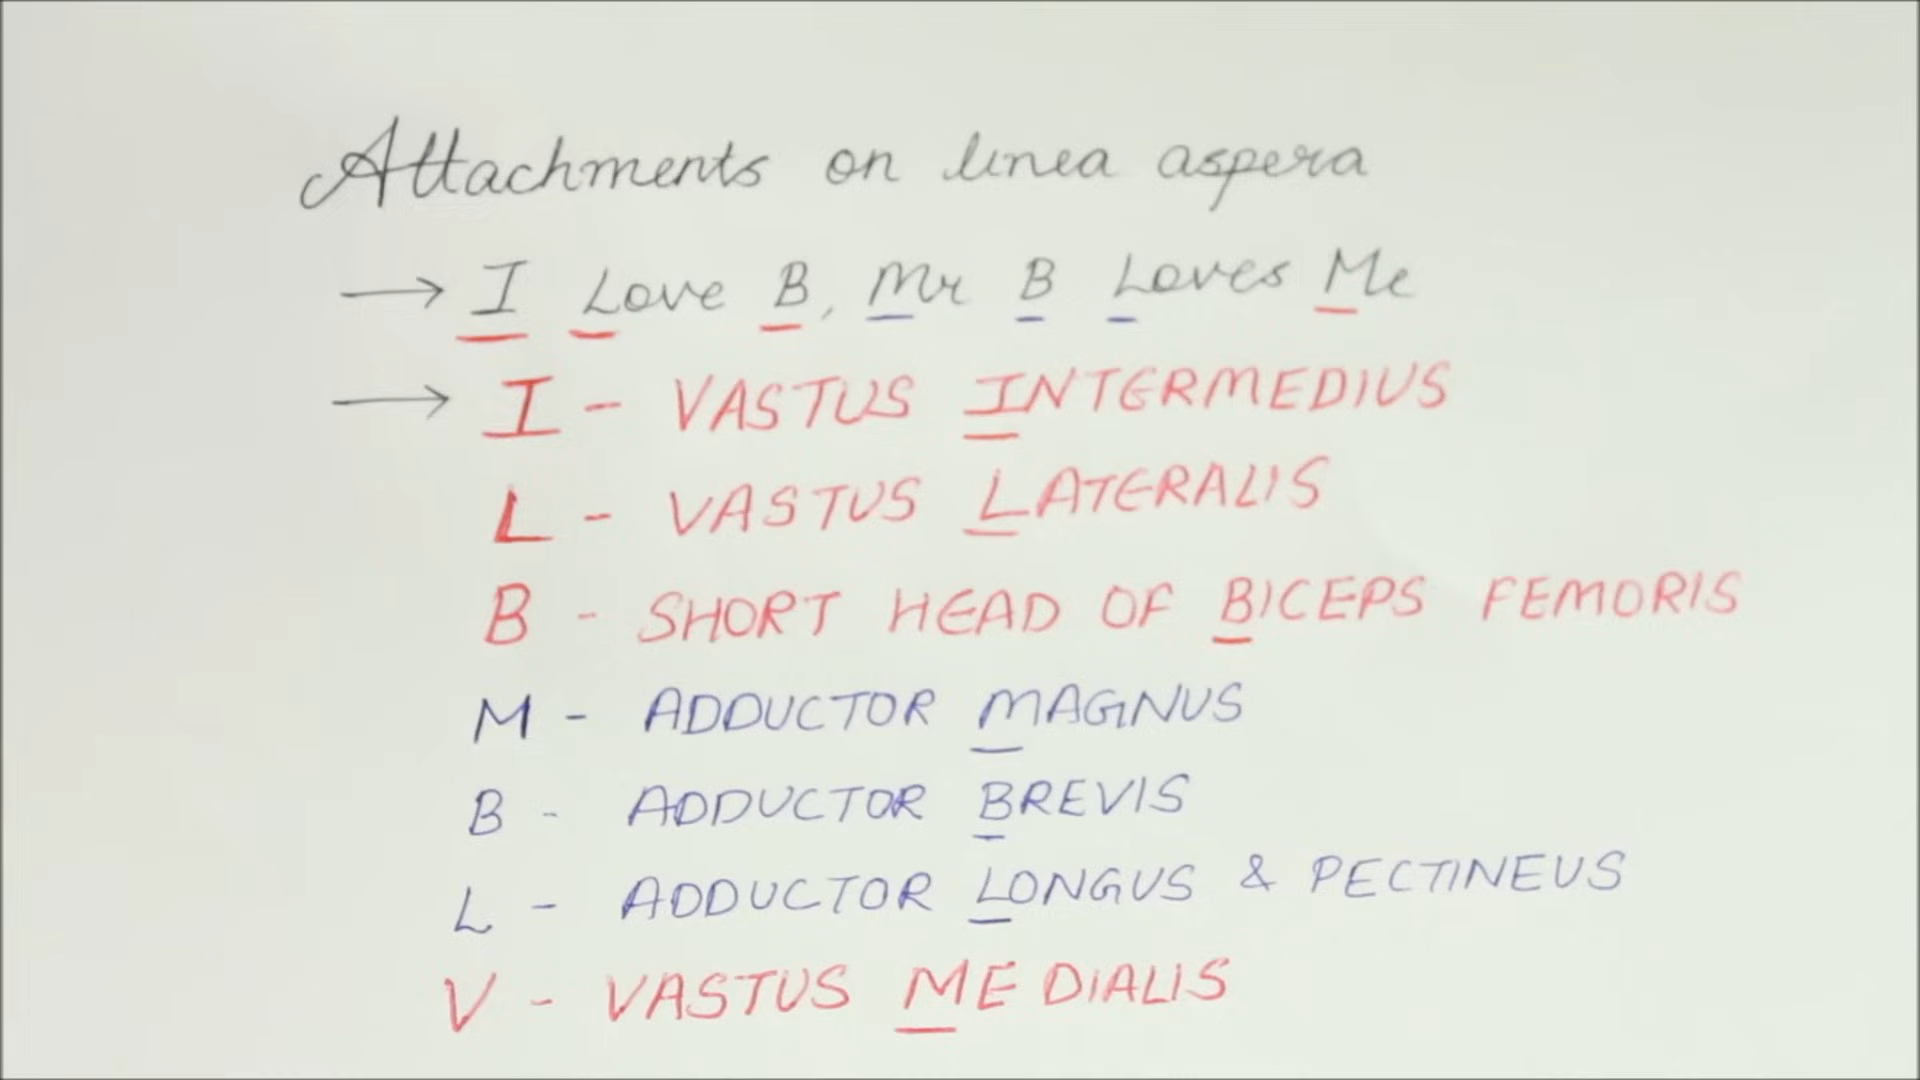 Attachments on linea aspera
→ I Love B, Mr B Loves Me
→ I - VASTUS INTERMEDIUS
L - VASTUS LATERALIS
B - SHORT HEAD OF BICEPS FEMORIS
M - ADDUCTOR MAGNUS
B - ADDUCTOR BREVIS
L - ADDUCTOR LONGUS & PECTINEUS
V - VASTUS MEDIALIS